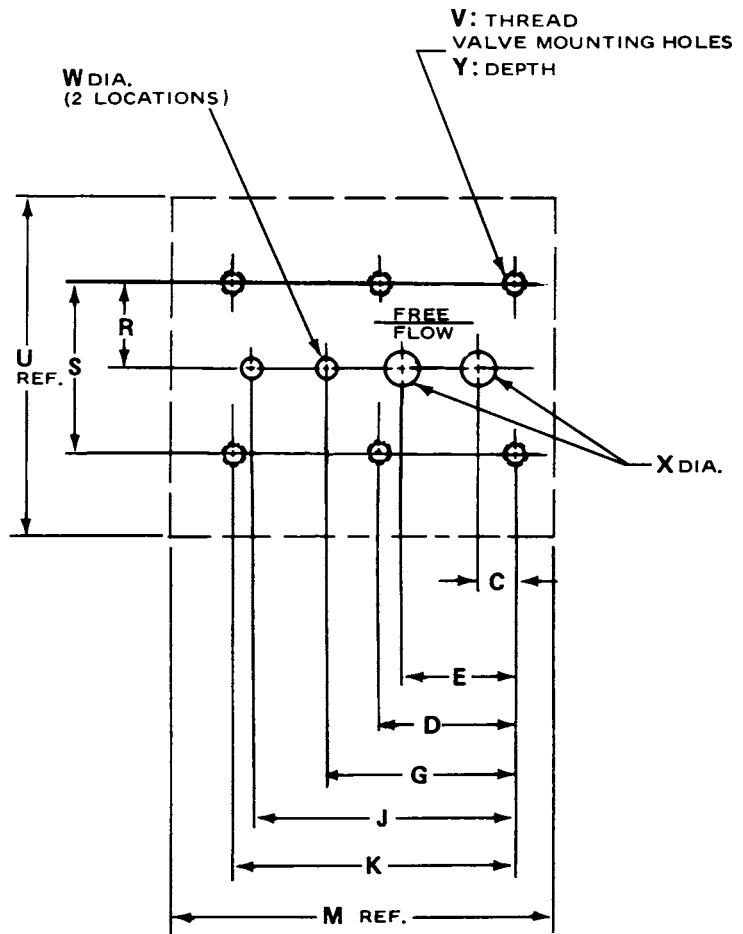 V: THREAD
VALVE MOUNTING HOLES
Y: DEPTH
W DIA.
(2 LOCATIONS)
FREE
FLOW
R
U
REF.
S
X DIA.
C
E
D
G
J
K
M REF.